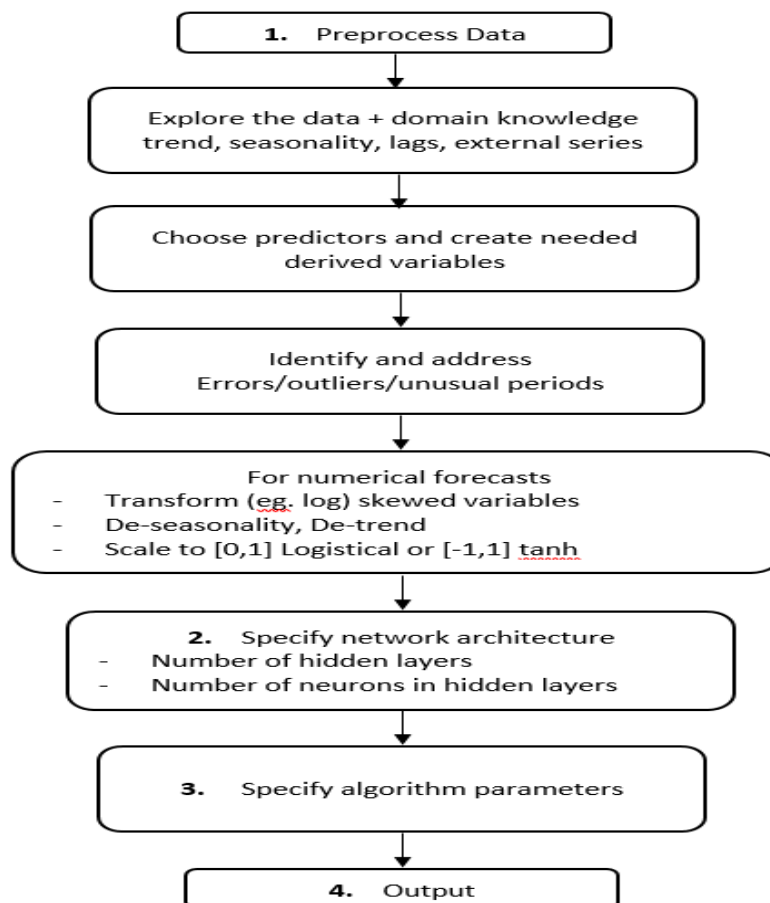 1. Preprocess Data
Explore the data + domain knowledge
trend, seasonality, lags, external series
Choose predictors and create needed
derived variables
Identify and address
Errors/outliers/unusual periods
For numerical forecasts
- Transform (eg. log) skewed variables
- De-seasonality, De-trend
- Scale to [0,1] Logistical or [-1,1] tanh
2. Specify network architecture
- Number of hidden layers
- Number of neurons in hidden layers
3. Specify algorithm parameters
4. Output